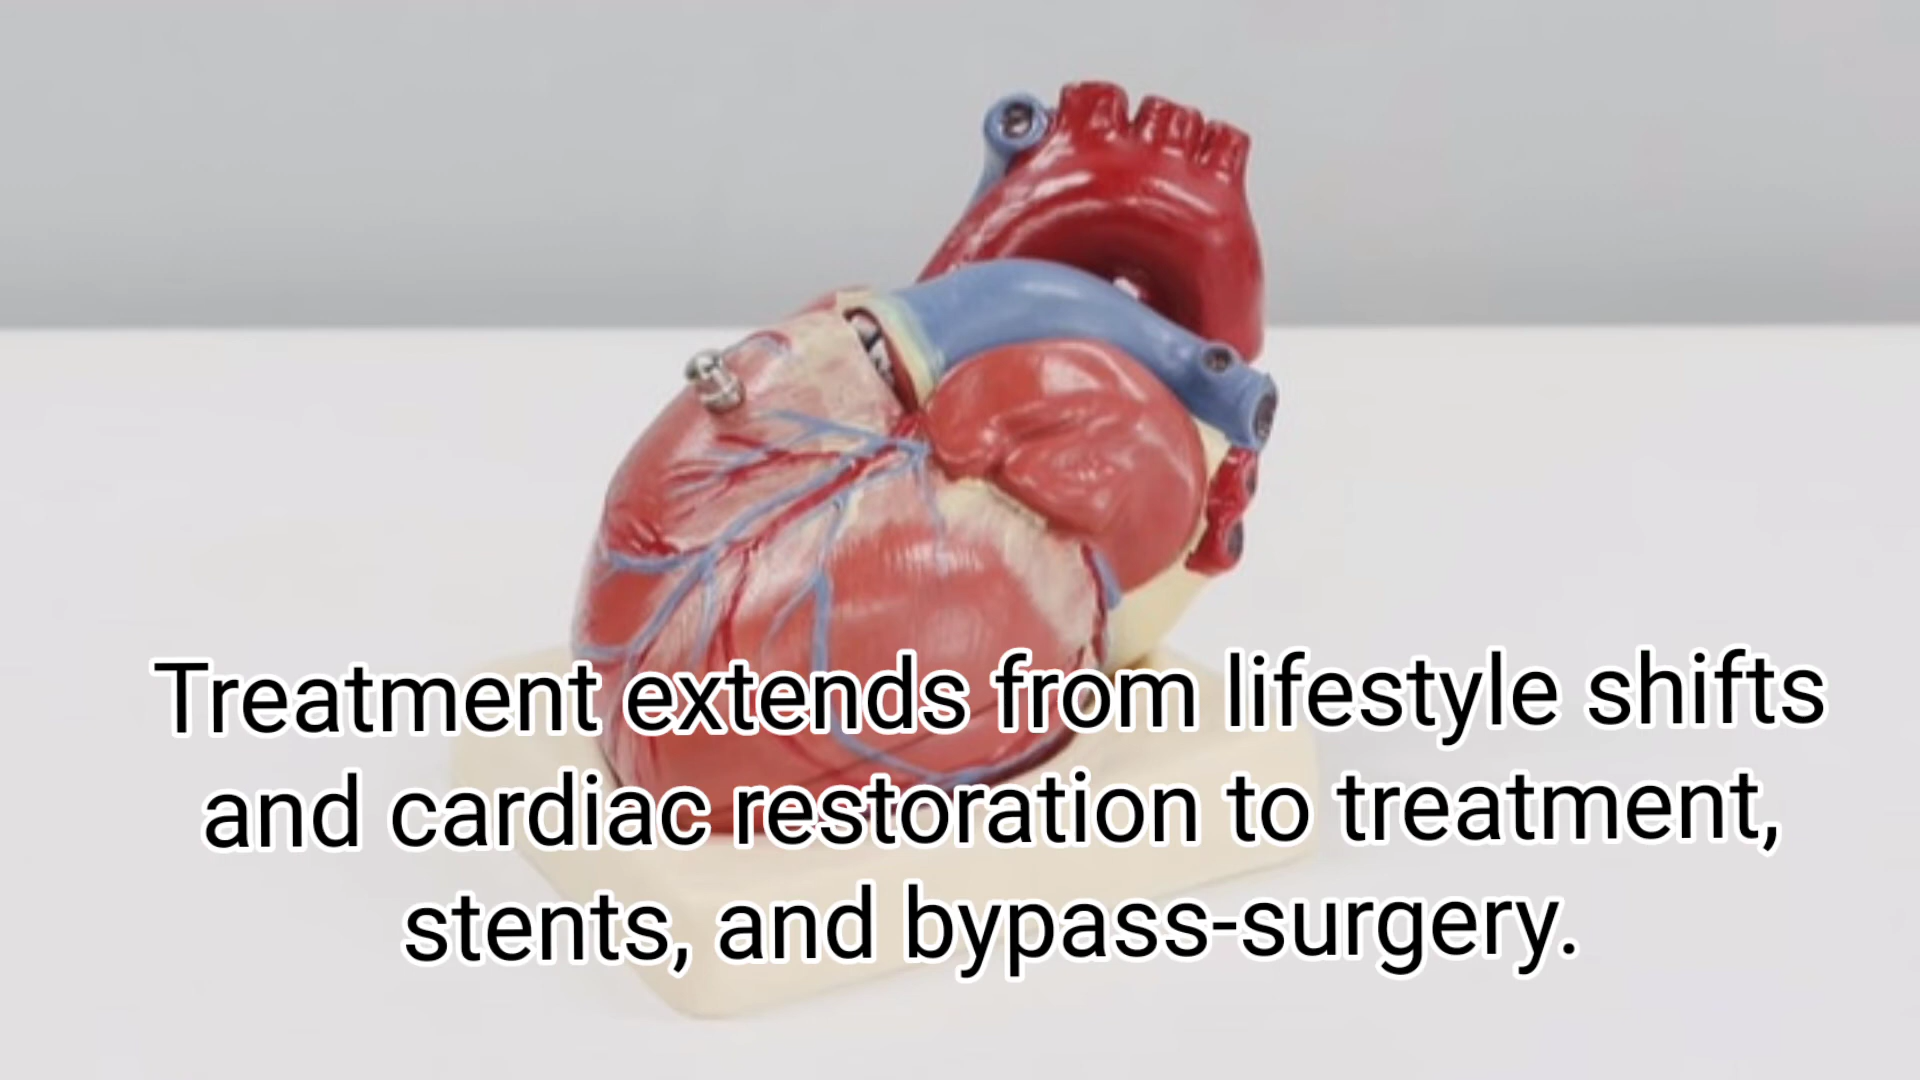 Treatment extends from lifestyle shifts
and cardiac restoration to treatment,
stents, and bypass-surgery.